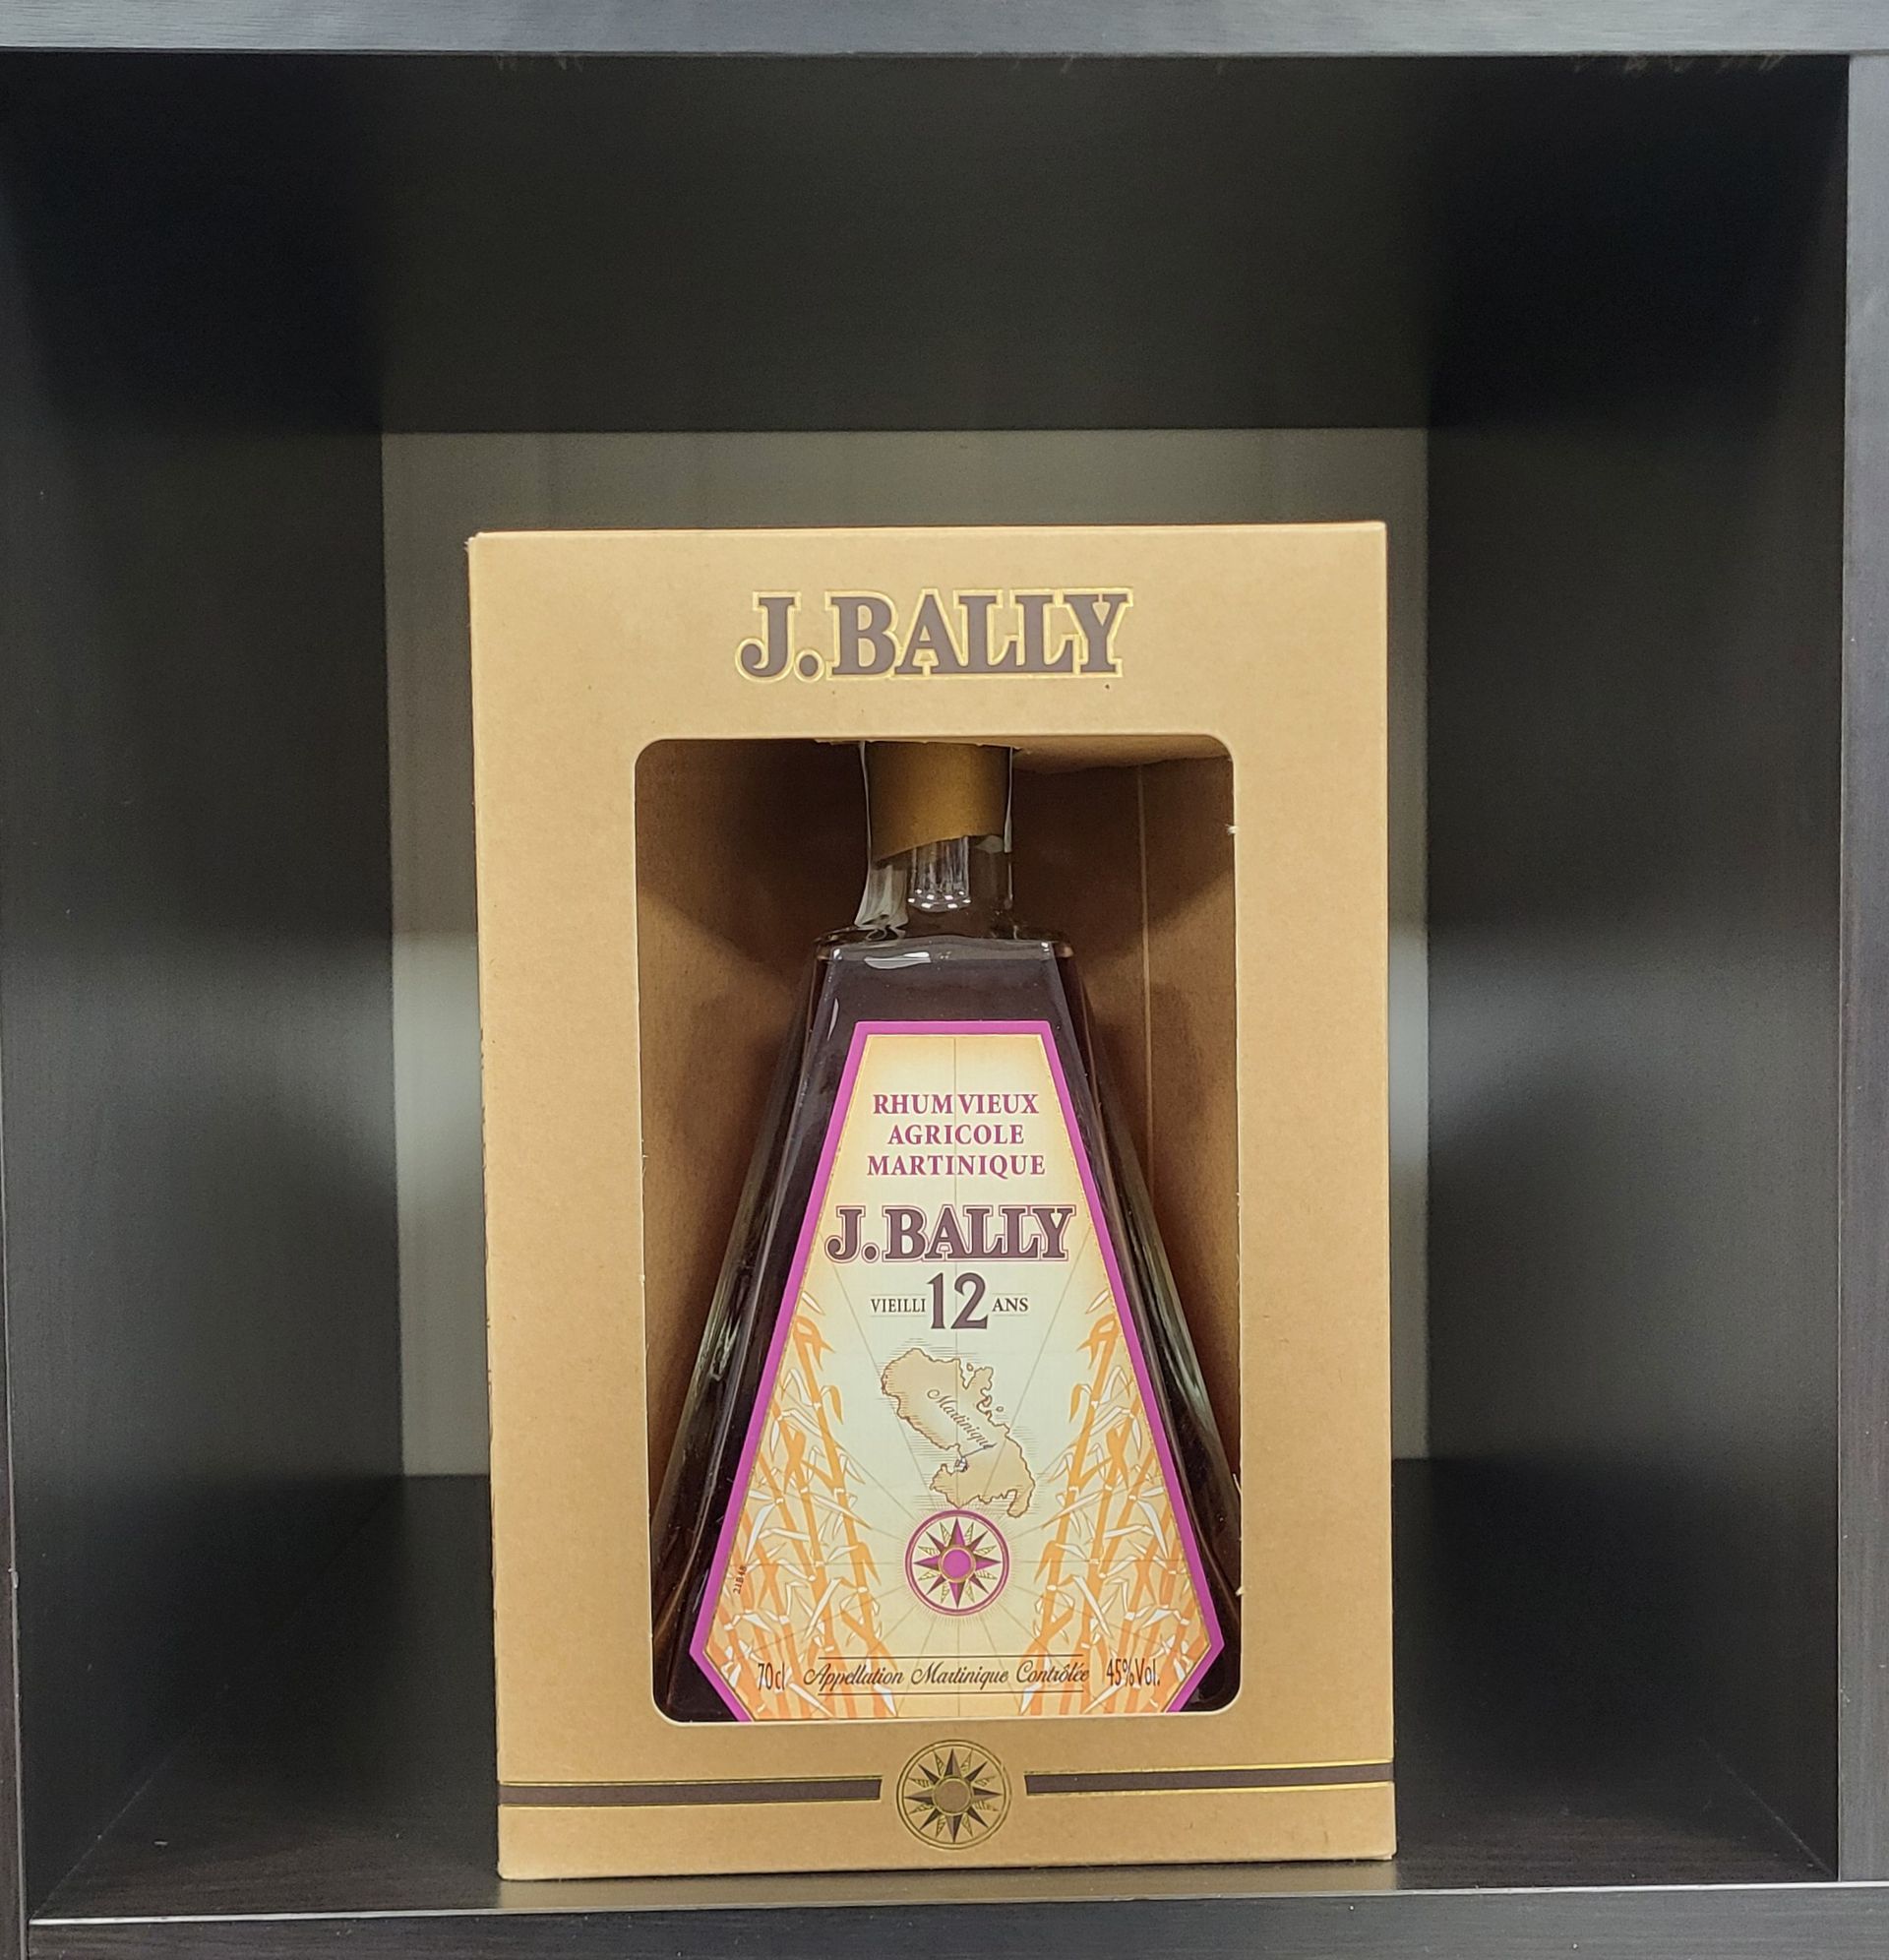 J.BALLY
RHUM VIEUX
AGRICOLE
MARTINIQUE
J.BALLY
VIEILLI 12 ANS
Martinique
70cl Appellation Martinique Contrôlée 45%Vol.